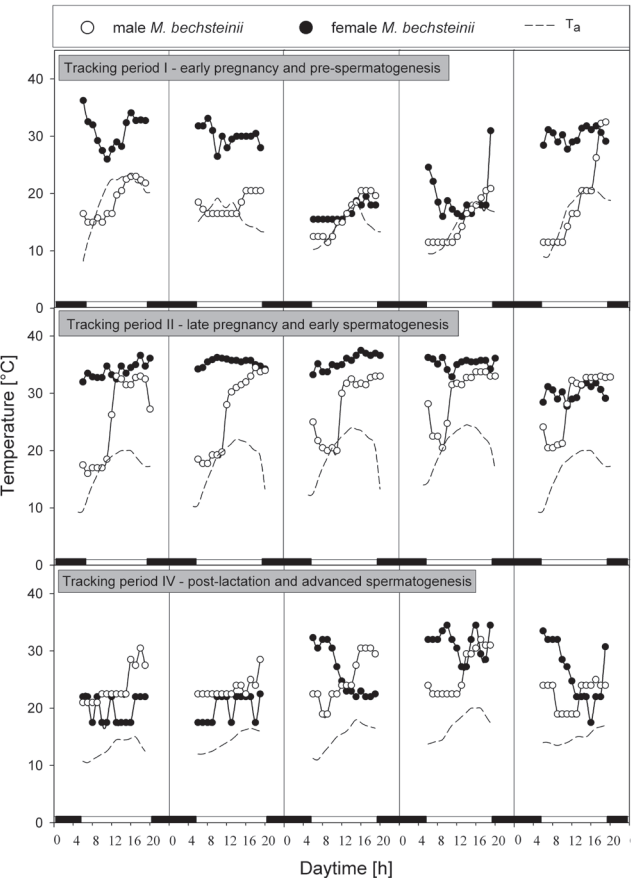 male M. bechsteinii female M. bechsteinii Ta
Tracking period I - early pregnancy and pre-spermatogenesis
40
30
20
10
0
Tracking period II - late pregnancy and early spermatogenesis
40
30
20
10
0
Temperature [°C]
Tracking period IV - post-lactation and advanced spermatogenesis
40
30
20
10
0
0 4 8 12 16 20 0 4 8 12 16 20 0 4 8 12 16 20 0 4 8 12 16 20 0 4 8 12 16 20 0
Daytime [h]